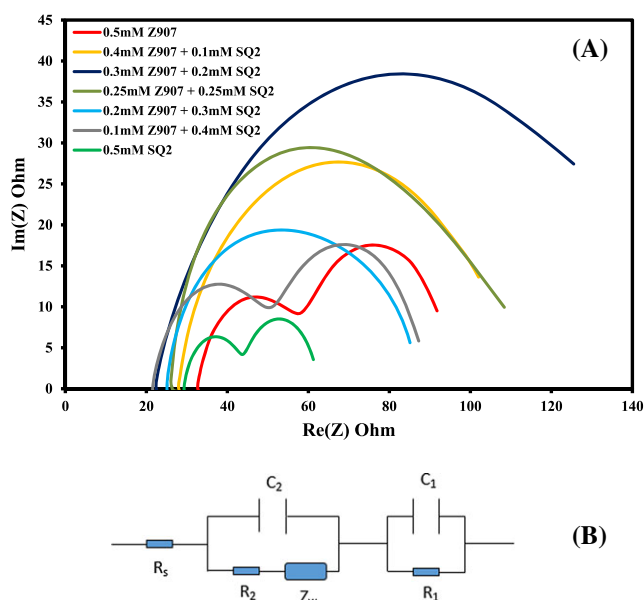 45
40
35
30
25
20
15
10
5
0
Im(Z) Ohm
0.5mM Z907
0.4mM Z907 + 0.1mM SQ2
0.3mM Z907 + 0.2mM SQ2
0.25mM Z907 + 0.25mM SQ2
0.2mM Z907 + 0.3mM SQ2
0.1mM Z907 + 0.4mM SQ2
0.5mM SQ2
(A)
0 20 40 60 80 100 120 140
Re(Z) Ohm
C2
C1
(B)
Rs
R2
R1